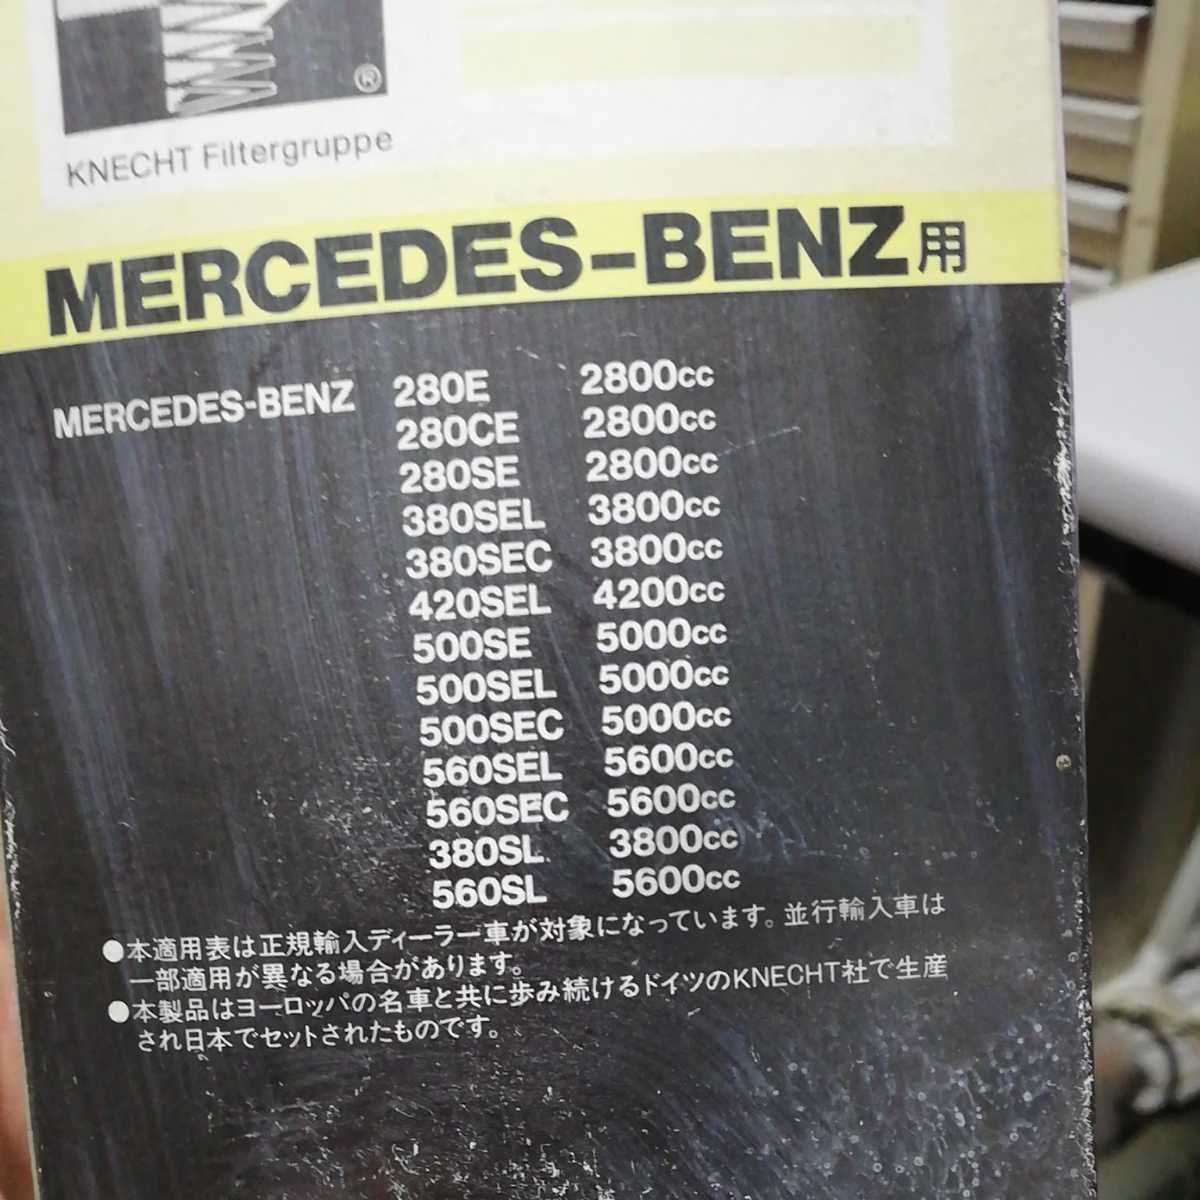 ®
KNECHT Filtergruppe
MERCEDES-BENZ用
MERCEDES-BENZ 280E 2800cc
280CE 2800cc
280SE 2800cc
380SEL 3800cc
380SEC 3800cc
420SEL 4200cc
500SE 5000cc
500SEL 5000cc
500SEC 5000cc
560SEL 5600cc
560SEC 5600cc
380SL 3800cc
560SL 5600cc
●本適用表は正規輸入ディーラー車が対象になっています。並行輸入車は
一部適用が異なる場合があります。
●本製品はヨーロッパの名車と共に歩み続けるドイツのKNECHT社で生産
され日本でセットされたものです。